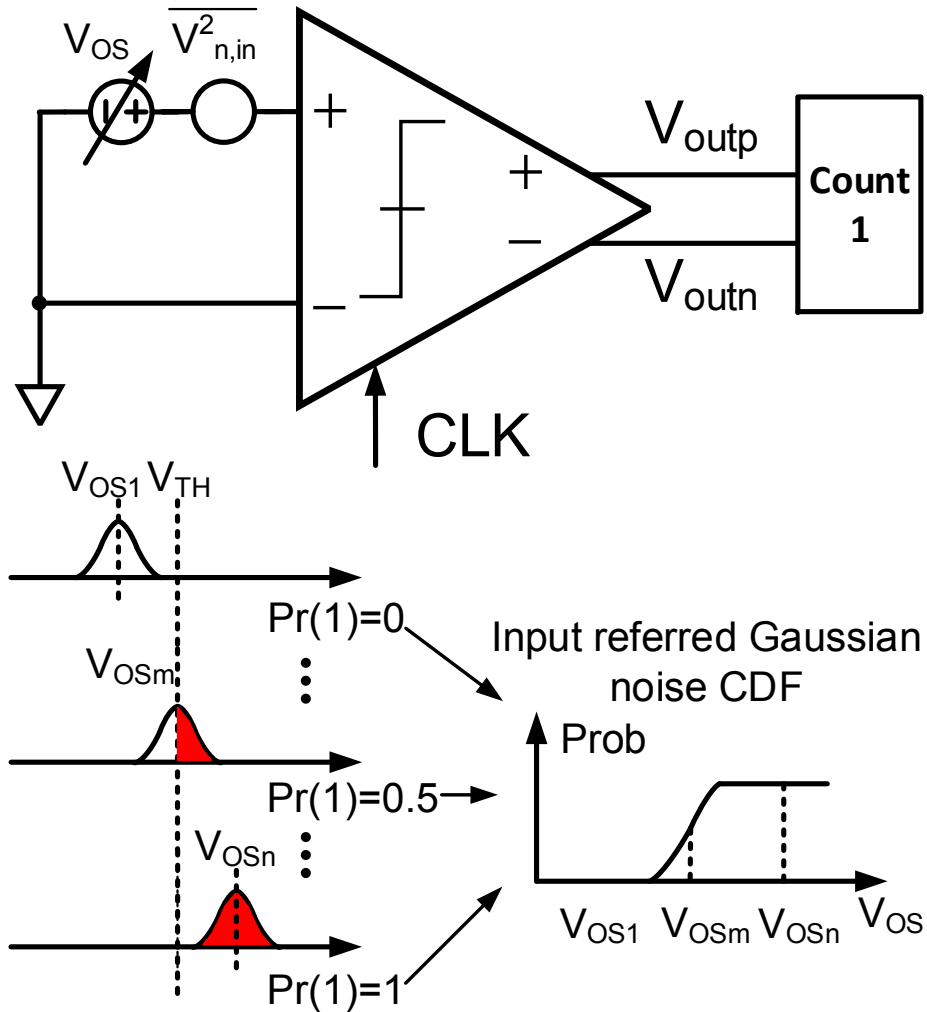 V_OS V²_n,in
+
+
−
−
V_outp
V_outn
Count
1
CLK
V_OS1 V_TH
Pr(1)=0
V_OSm
Pr(1)=0.5
V_OSn
Pr(1)=1
Input referred Gaussian
noise CDF
Prob
V_OS1 V_OSm V_OSn V_OS